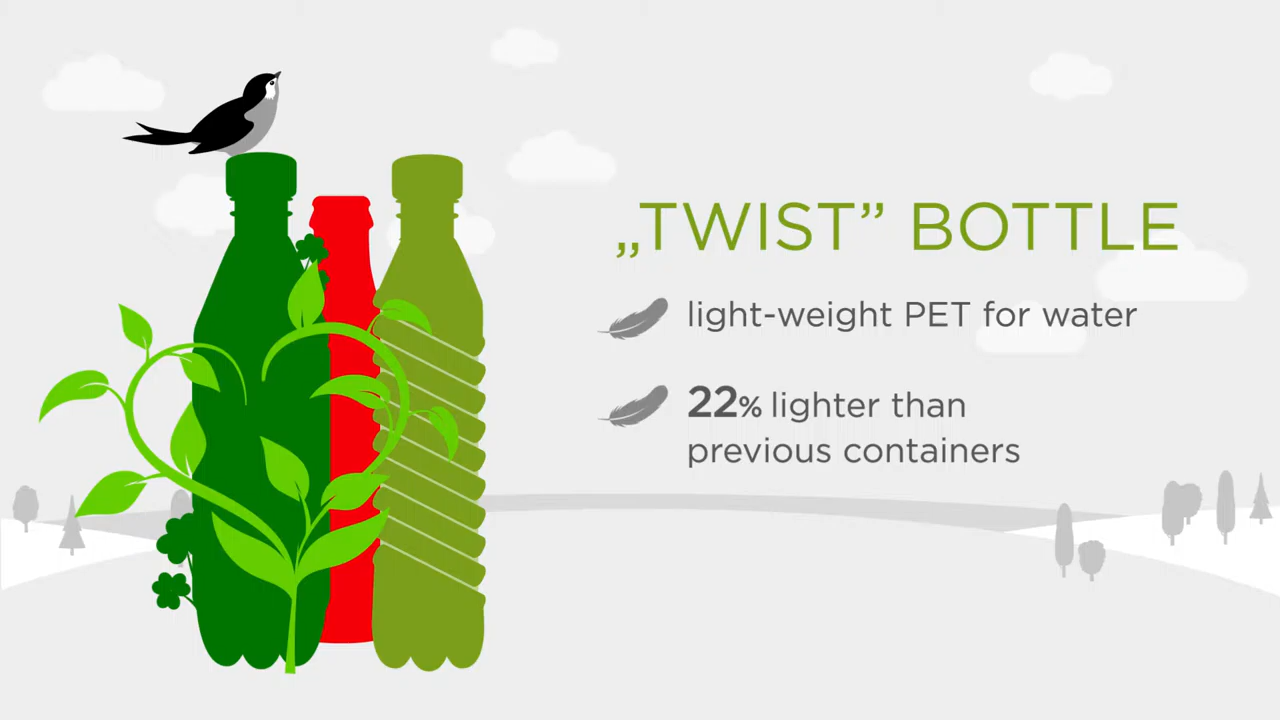 „TWIST” BOTTLE
light-weight PET for water
22% lighter than
previous containers